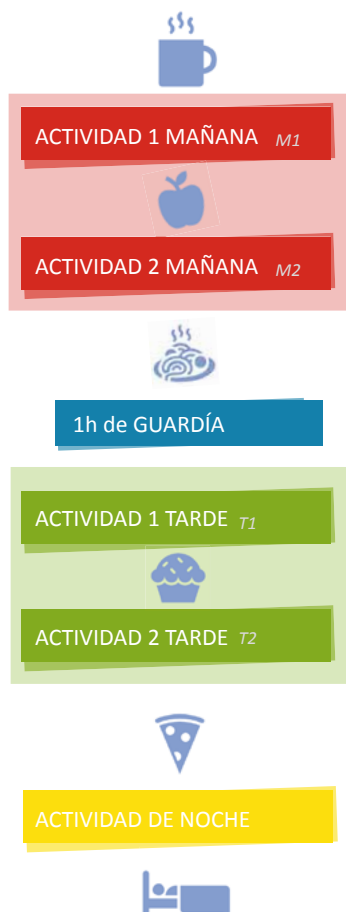 ACTIVIDAD 1 MAÑANA M1
ACTIVIDAD 2 MAÑANA M2
1h de GUARDÍA
ACTIVIDAD 1 TARDE T1
ACTIVIDAD 2 TARDE T2
ACTIVIDAD DE NOCHE